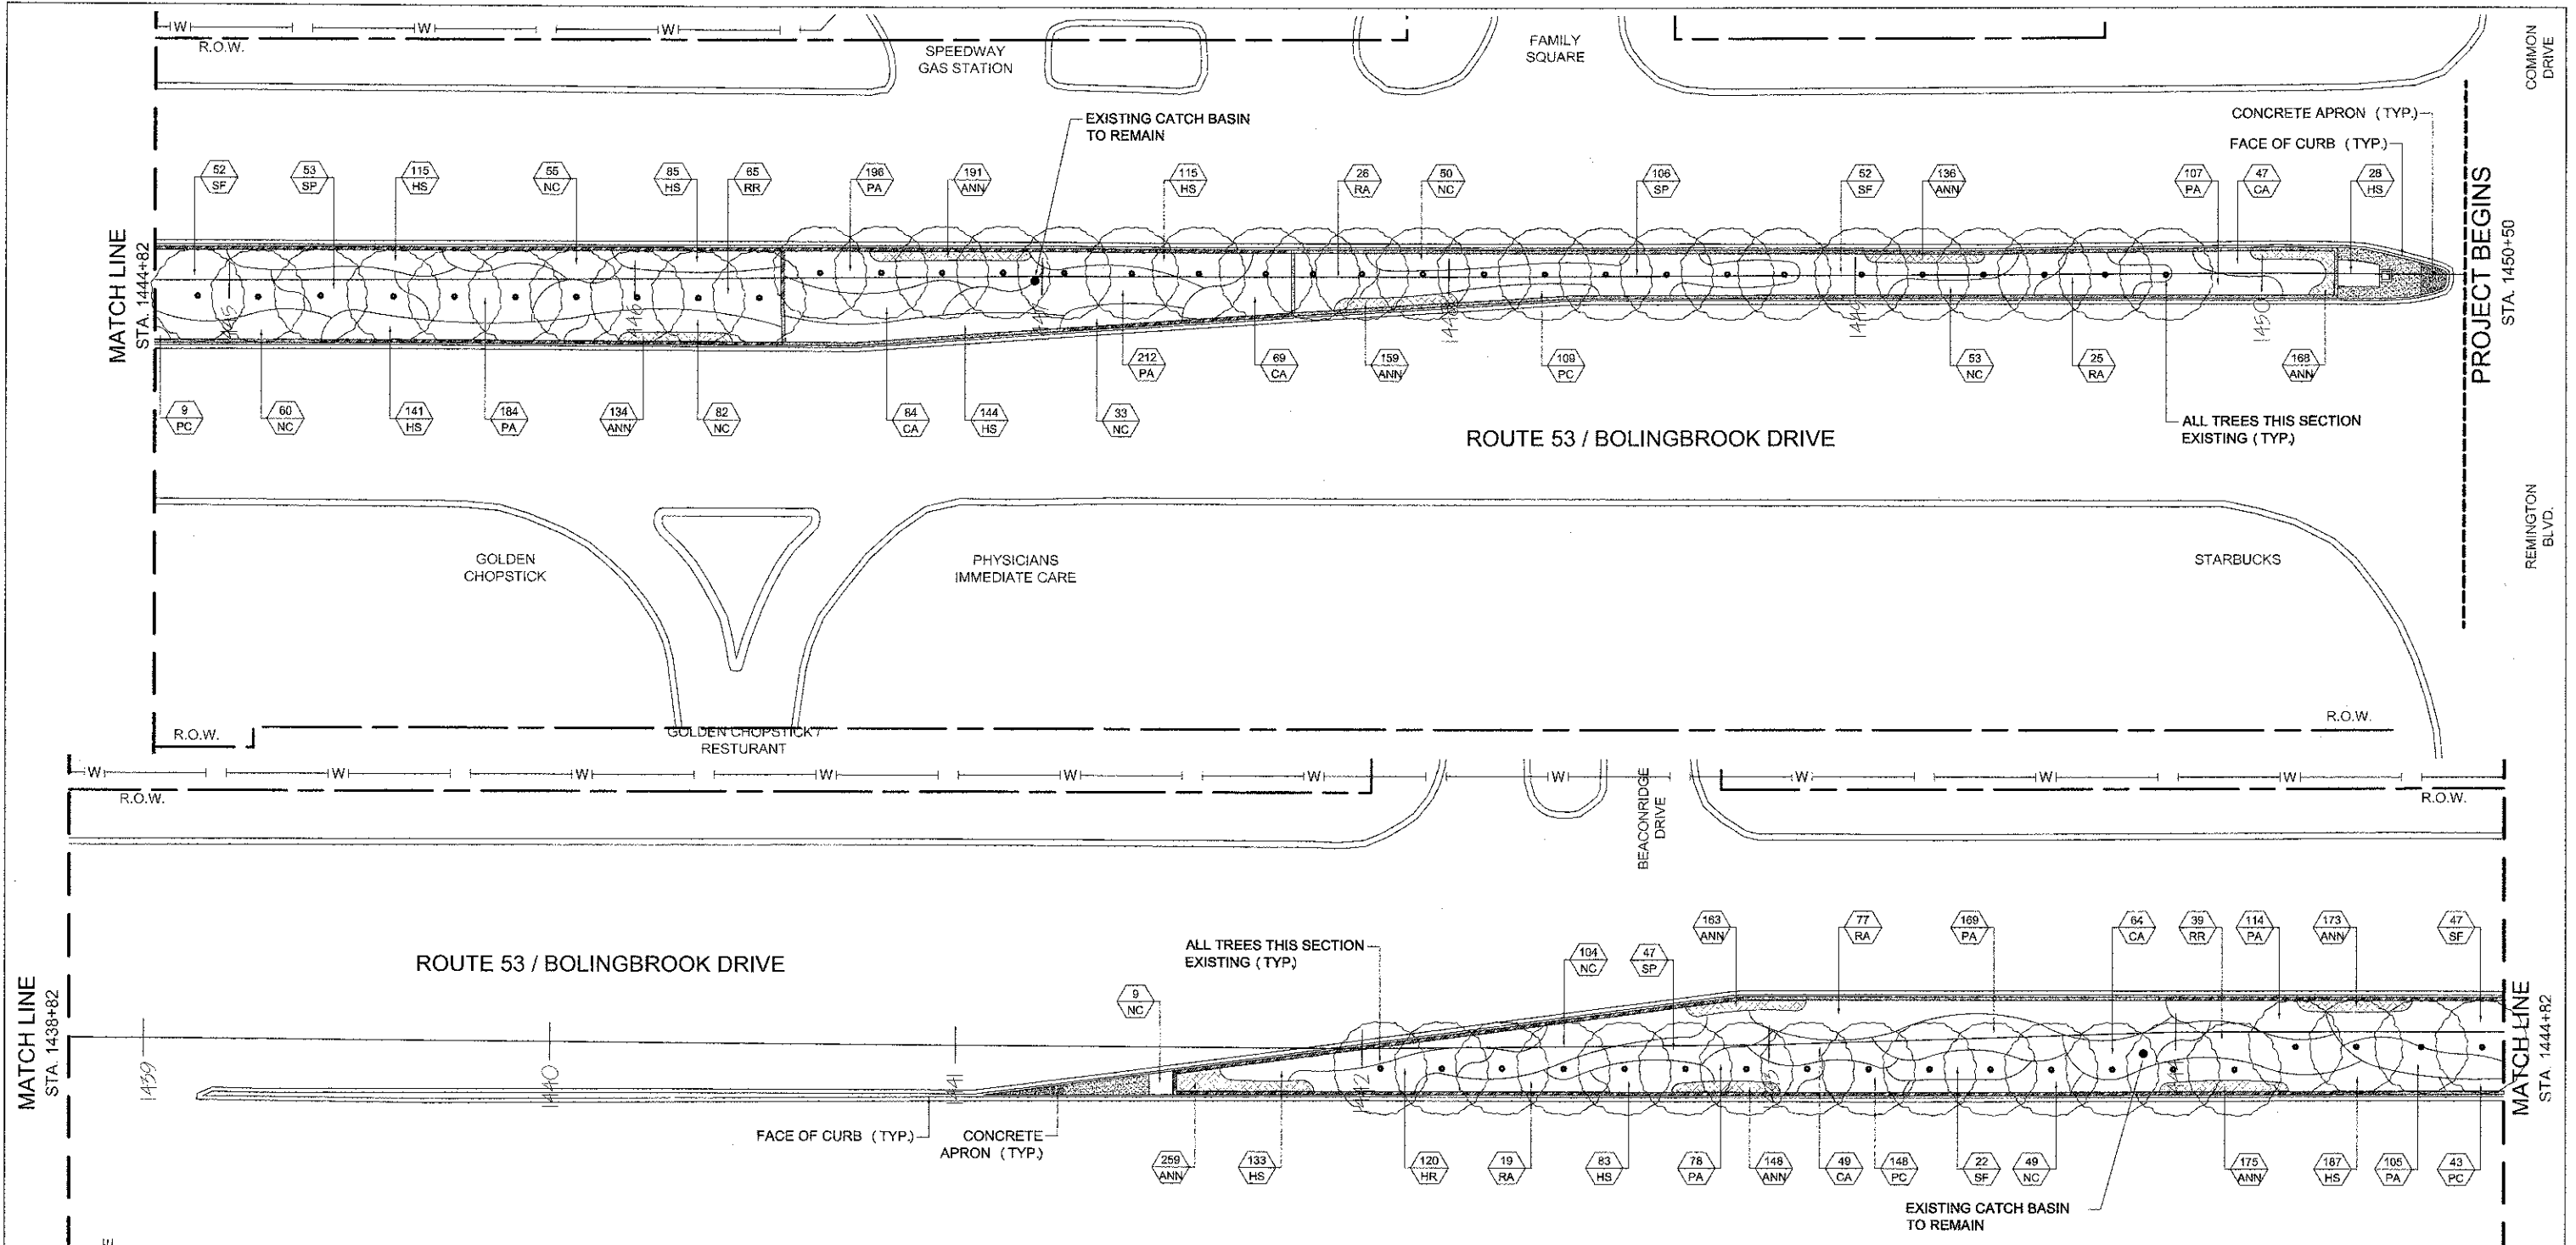 W W W
R.O.W.
SPEEDWAY
GAS STATION
FAMILY
SQUARE
COMMON
DRIVE
EXISTING CATCH BASIN
TO REMAIN
CONCRETE APRON (TYP.)
FACE OF CURB (TYP.)
52
SF
53
SP
115
HS
55
NC
85
HS
65
RR
196
PA
191
ANN
115
HS
26
RA
50
NC
106
SP
52
SF
136
ANN
107
PA
47
CA
28
HS
MATCH LINE
STA. 1444+82
1445
1446
1448
1449
1450
PROJECT BEGINS
STA. 1450+50
212
PA
69
CA
159
ANN
109
PC
53
NC
25
RA
168
ANN
9
PC
60
NC
141
HS
184
PA
134
ANN
82
NC
84
CA
144
HS
33
NC
ALL TREES THIS SECTION
EXISTING (TYP.)
ROUTE 53 / BOLINGBROOK DRIVE
GOLDEN
CHOPSTICK
PHYSICIANS
IMMEDIATE CARE
STARBUCKS
REMINGTON
BLVD.
R.O.W.
GOLDEN CHOPSTICK
RESTURANT
R.O.W.
W W W W W W W W W W
R.O.W.
BEACONRIDGE
DRIVE
R.O.W.
ROUTE 53 / BOLINGBROOK DRIVE
ALL TREES THIS SECTION
EXISTING (TYP.)
163
ANN
77
RA
169
PA
64
CA
39
RR
114
PA
173
ANN
47
SF
104
NC
47
SP
9
NC
MATCH LINE
STA. 1438+82
1439
1440
1441
1442
MATCH LINE
STA. 1444+82
FACE OF CURB (TYP.)
CONCRETE
APRON (TYP.)
259
ANN
133
HS
120
HR
19
RA
83
HS
78
PA
148
ANN
49
CA
148
PC
22
SF
49
NC
175
ANN
187
HS
105
PA
43
PC
EXISTING CATCH BASIN
TO REMAIN